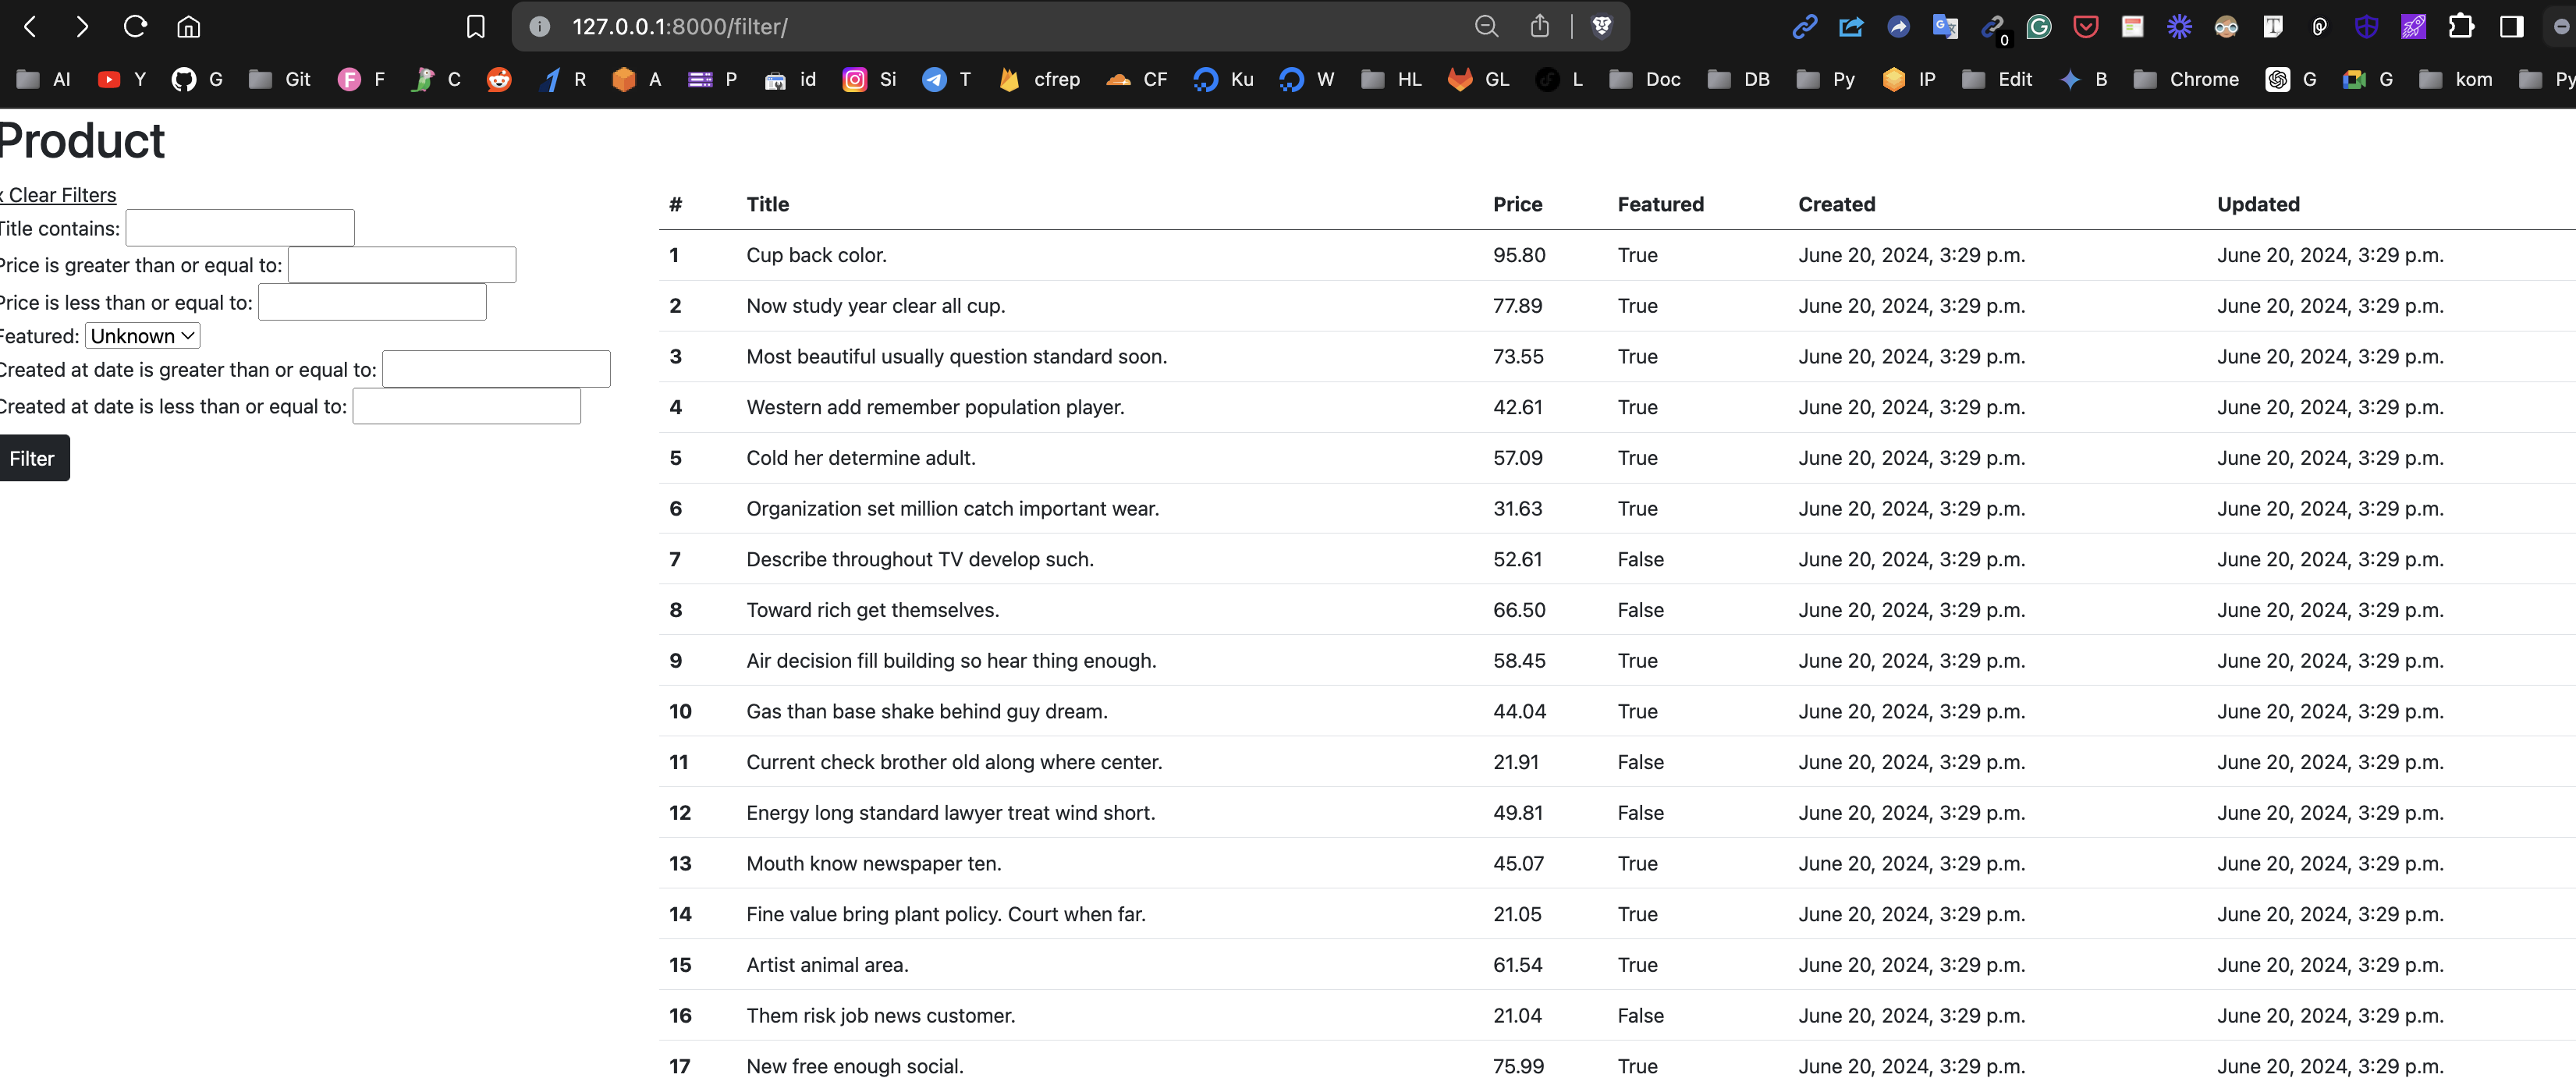 127.0.0.1:8000/filter/
0
AI Y G Git F C R A P id Si T cfrep CF Ku W HL GL L Doc DB Py IP Edit B Chrome G G kom Py
Product
x Clear Filters
Title contains:
Price is greater than or equal to:
Price is less than or equal to:
Featured: Unknown
Created at date is greater than or equal to:
Created at date is less than or equal to:
Filter
# Title Price Featured Created Updated
1 Cup back color. 95.80 True June 20, 2024, 3:29 p.m. June 20, 2024, 3:29 p.m.
2 Now study year clear all cup. 77.89 True June 20, 2024, 3:29 p.m. June 20, 2024, 3:29 p.m.
3 Most beautiful usually question standard soon. 73.55 True June 20, 2024, 3:29 p.m. June 20, 2024, 3:29 p.m.
4 Western add remember population player. 42.61 True June 20, 2024, 3:29 p.m. June 20, 2024, 3:29 p.m.
5 Cold her determine adult. 57.09 True June 20, 2024, 3:29 p.m. June 20, 2024, 3:29 p.m.
6 Organization set million catch important wear. 31.63 True June 20, 2024, 3:29 p.m. June 20, 2024, 3:29 p.m.
7 Describe throughout TV develop such. 52.61 False June 20, 2024, 3:29 p.m. June 20, 2024, 3:29 p.m.
8 Toward rich get themselves. 66.50 False June 20, 2024, 3:29 p.m. June 20, 2024, 3:29 p.m.
9 Air decision fill building so hear thing enough. 58.45 True June 20, 2024, 3:29 p.m. June 20, 2024, 3:29 p.m.
10 Gas than base shake behind guy dream. 44.04 True June 20, 2024, 3:29 p.m. June 20, 2024, 3:29 p.m.
11 Current check brother old along where center. 21.91 False June 20, 2024, 3:29 p.m. June 20, 2024, 3:29 p.m.
12 Energy long standard lawyer treat wind short. 49.81 False June 20, 2024, 3:29 p.m. June 20, 2024, 3:29 p.m.
13 Mouth know newspaper ten. 45.07 True June 20, 2024, 3:29 p.m. June 20, 2024, 3:29 p.m.
14 Fine value bring plant policy. Court when far. 21.05 True June 20, 2024, 3:29 p.m. June 20, 2024, 3:29 p.m.
15 Artist animal area. 61.54 True June 20, 2024, 3:29 p.m. June 20, 2024, 3:29 p.m.
16 Them risk job news customer. 21.04 False June 20, 2024, 3:29 p.m. June 20, 2024, 3:29 p.m.
17 New free enough social. 75.99 True June 20, 2024, 3:29 p.m. June 20, 2024, 3:29 p.m.